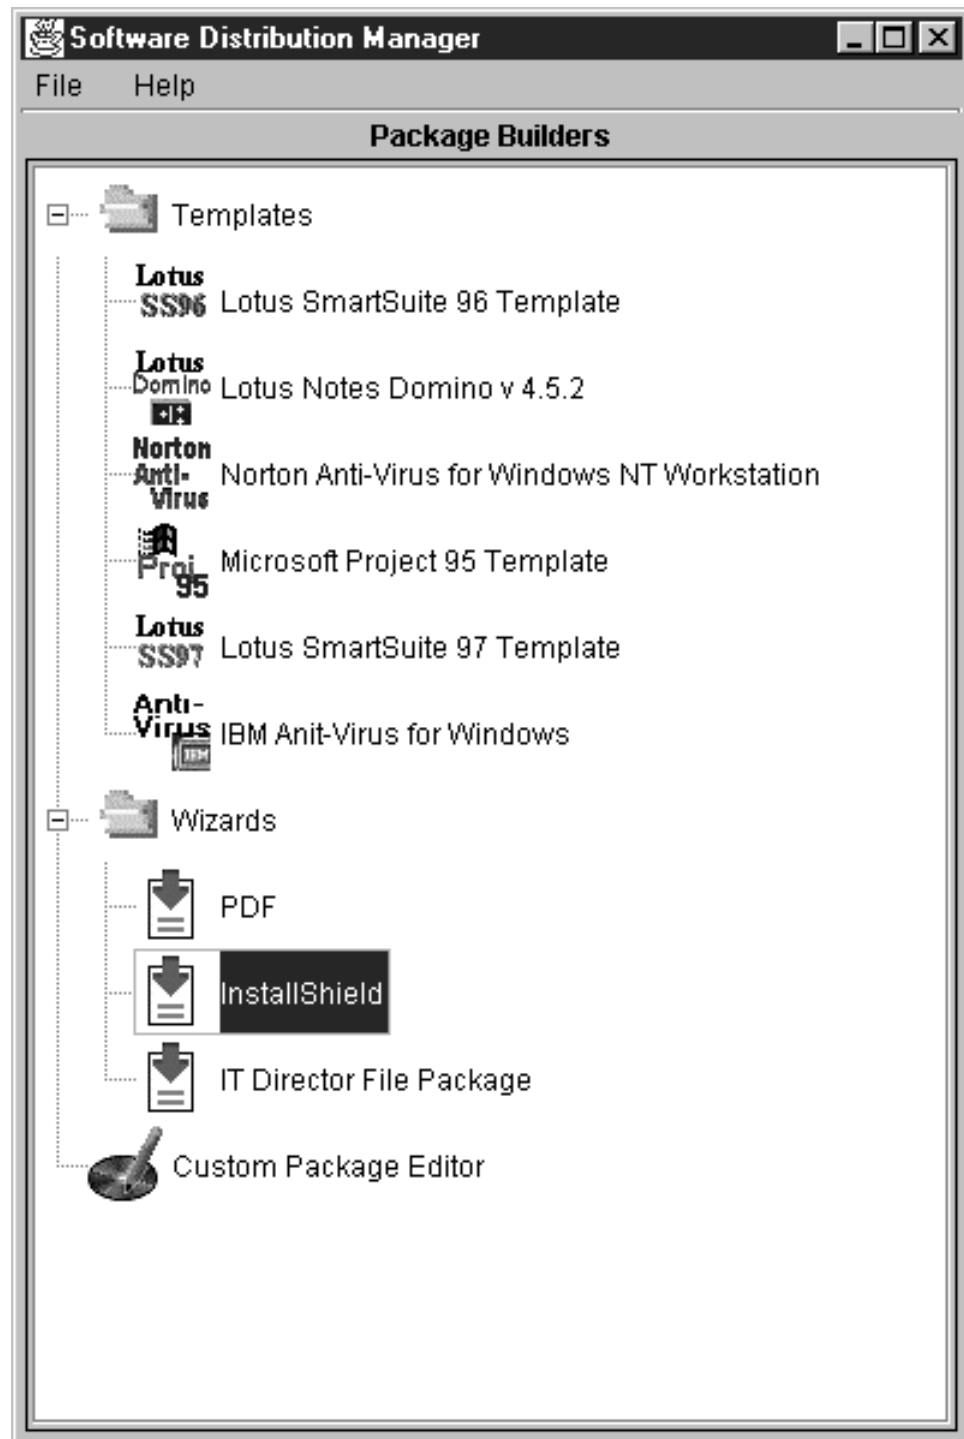 Software Distribution Manager
File Help
Package Builders
Templates
Lotus
SS96 Lotus SmartSuite 96 Template
Lotus
Domino Lotus Notes Domino v 4.5.2
Norton
Anti- Norton Anti-Virus for Windows NT Workstation
Virus
Proj Microsoft Project 95 Template
95
Lotus
SS97 Lotus SmartSuite 97 Template
Anti-
Virus IBM Anit-Virus for Windows
IBM
Wizards
PDF
InstallShield
IT Director File Package
Custom Package Editor